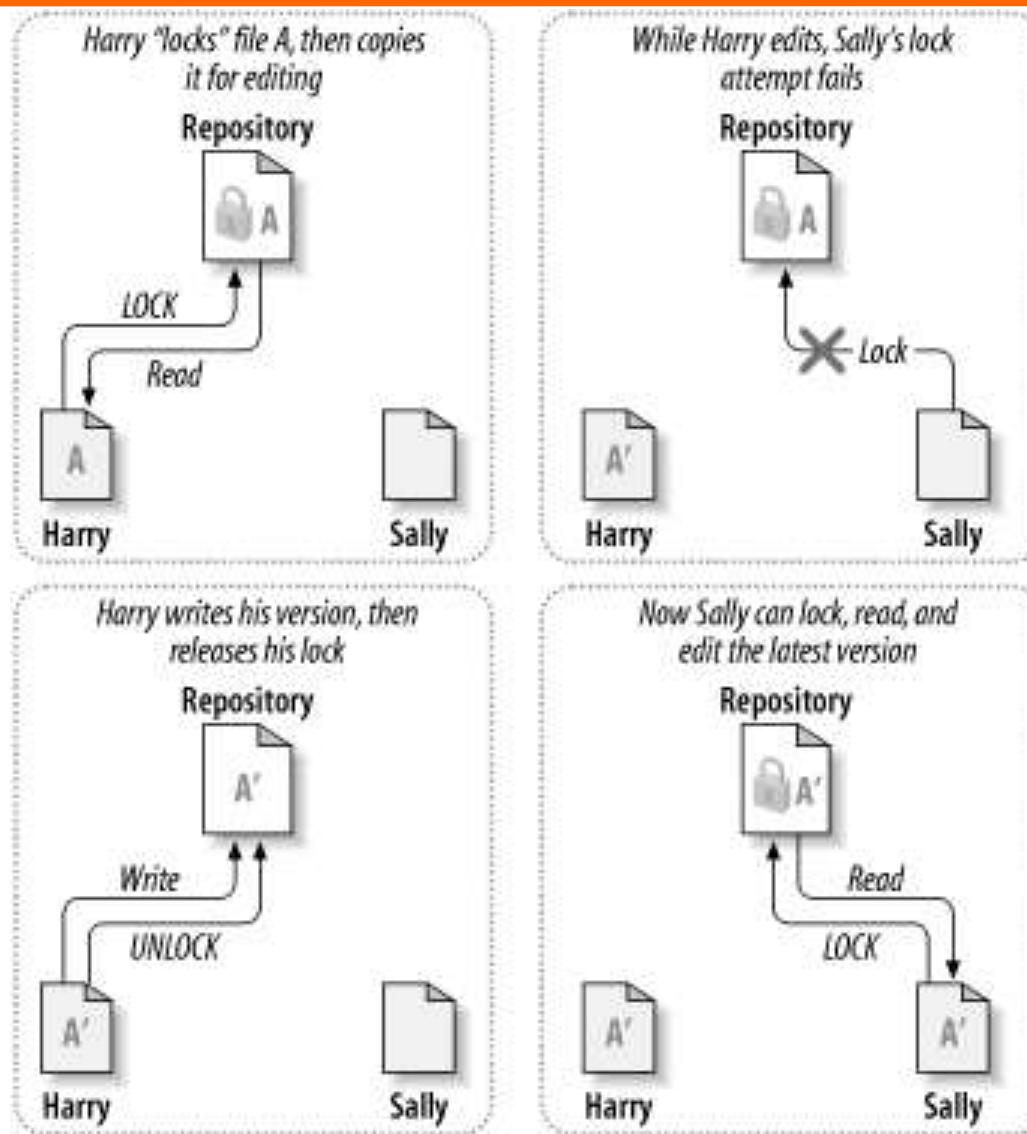 Harry “locks” file A, then copies
it for editing
Repository
A
LOCK
Read
A
Harry
Sally
While Harry edits, Sally’s lock
attempt fails
Repository
A
Lock
A′
Harry
Sally
Harry writes his version, then
releases his lock
Repository
A′
Write
UNLOCK
A′
Harry
Sally
Now Sally can lock, read, and
edit the latest version
Repository
A′
Read
LOCK
A′
Harry
A′
Sally